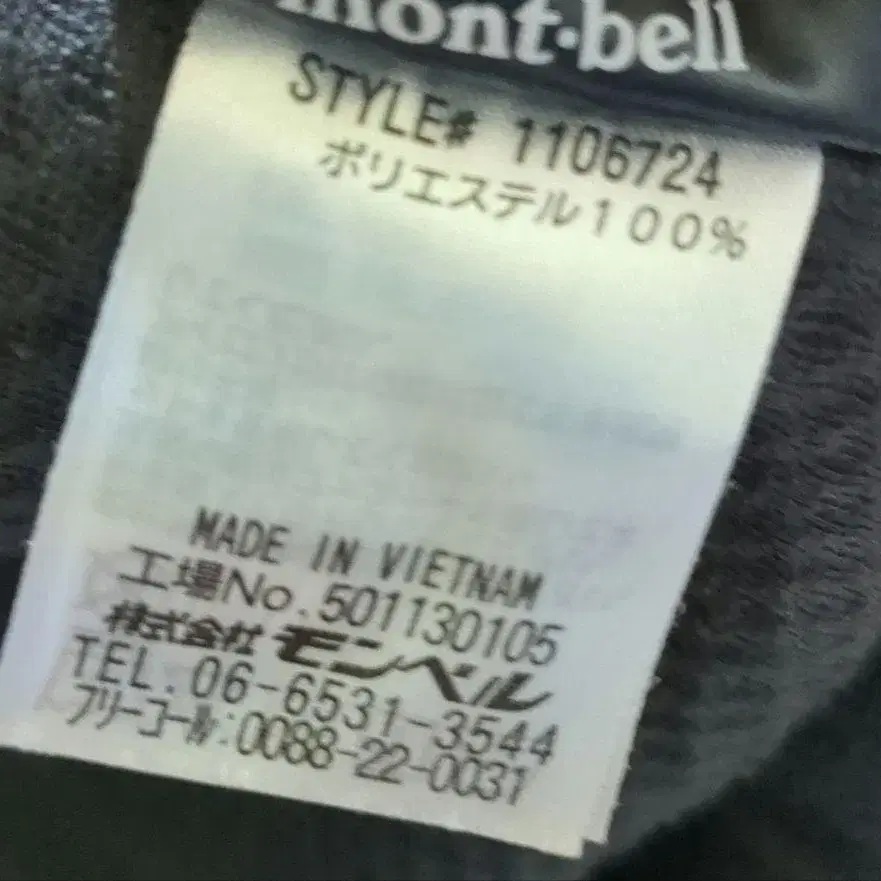 mont-bell
STYLE# 1106724
ポリエステル100%
MADE IN VIETNAM
工場No.501130105
株式会社モンベル
TEL.06-6531-3544
フリーコール:0088-22-0031